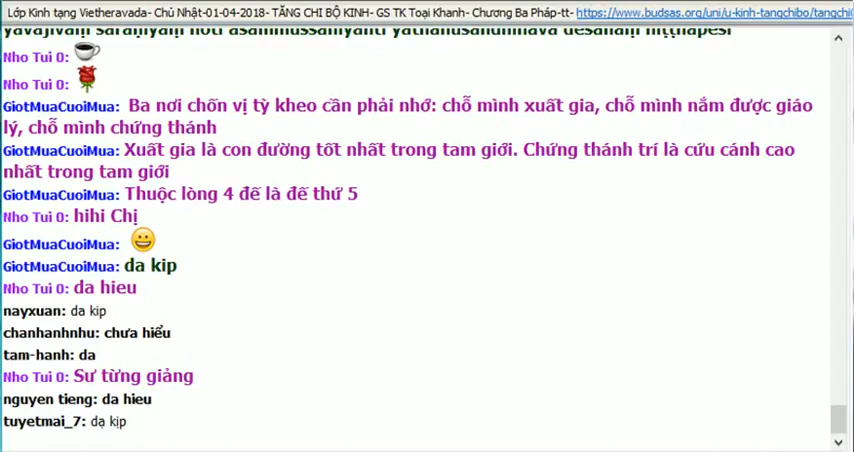 Lớp Kinh tạng Vietheravada- Chủ Nhật-01-04-2018- TĂNG CHI BỘ KINH- GS TK Toại Khanh- Chương Ba Pháp-tt- https://www.budsas.org/uni/u-kinh-tangchibo/tangchi0
Nho Tui 0:
Nho Tui 0:
GiotMuaCuoiMua: Ba nơi chốn vị tỳ kheo cần phải nhớ: chỗ mình xuất gia, chỗ mình nắm được giáo
lý, chỗ mình chứng thánh
GiotMuaCuoiMua: Xuất gia là con đường tốt nhất trong tam giới. Chứng thánh trí là cứu cánh cao
nhất trong tam giới
GiotMuaCuoiMua: Thuộc lòng 4 đế là đế thứ 5
Nho Tui 0: hihi Chị
GiotMuaCuoiMua:
GiotMuaCuoiMua: da kip
Nho Tui 0: da hieu
nayxuan: da kip
chanhanhnhu: chưa hiểu
tam-hanh: da
Nho Tui 0: Sư từng giảng
nguyen tieng: da hieu
tuyetmai_7: dạ kịp